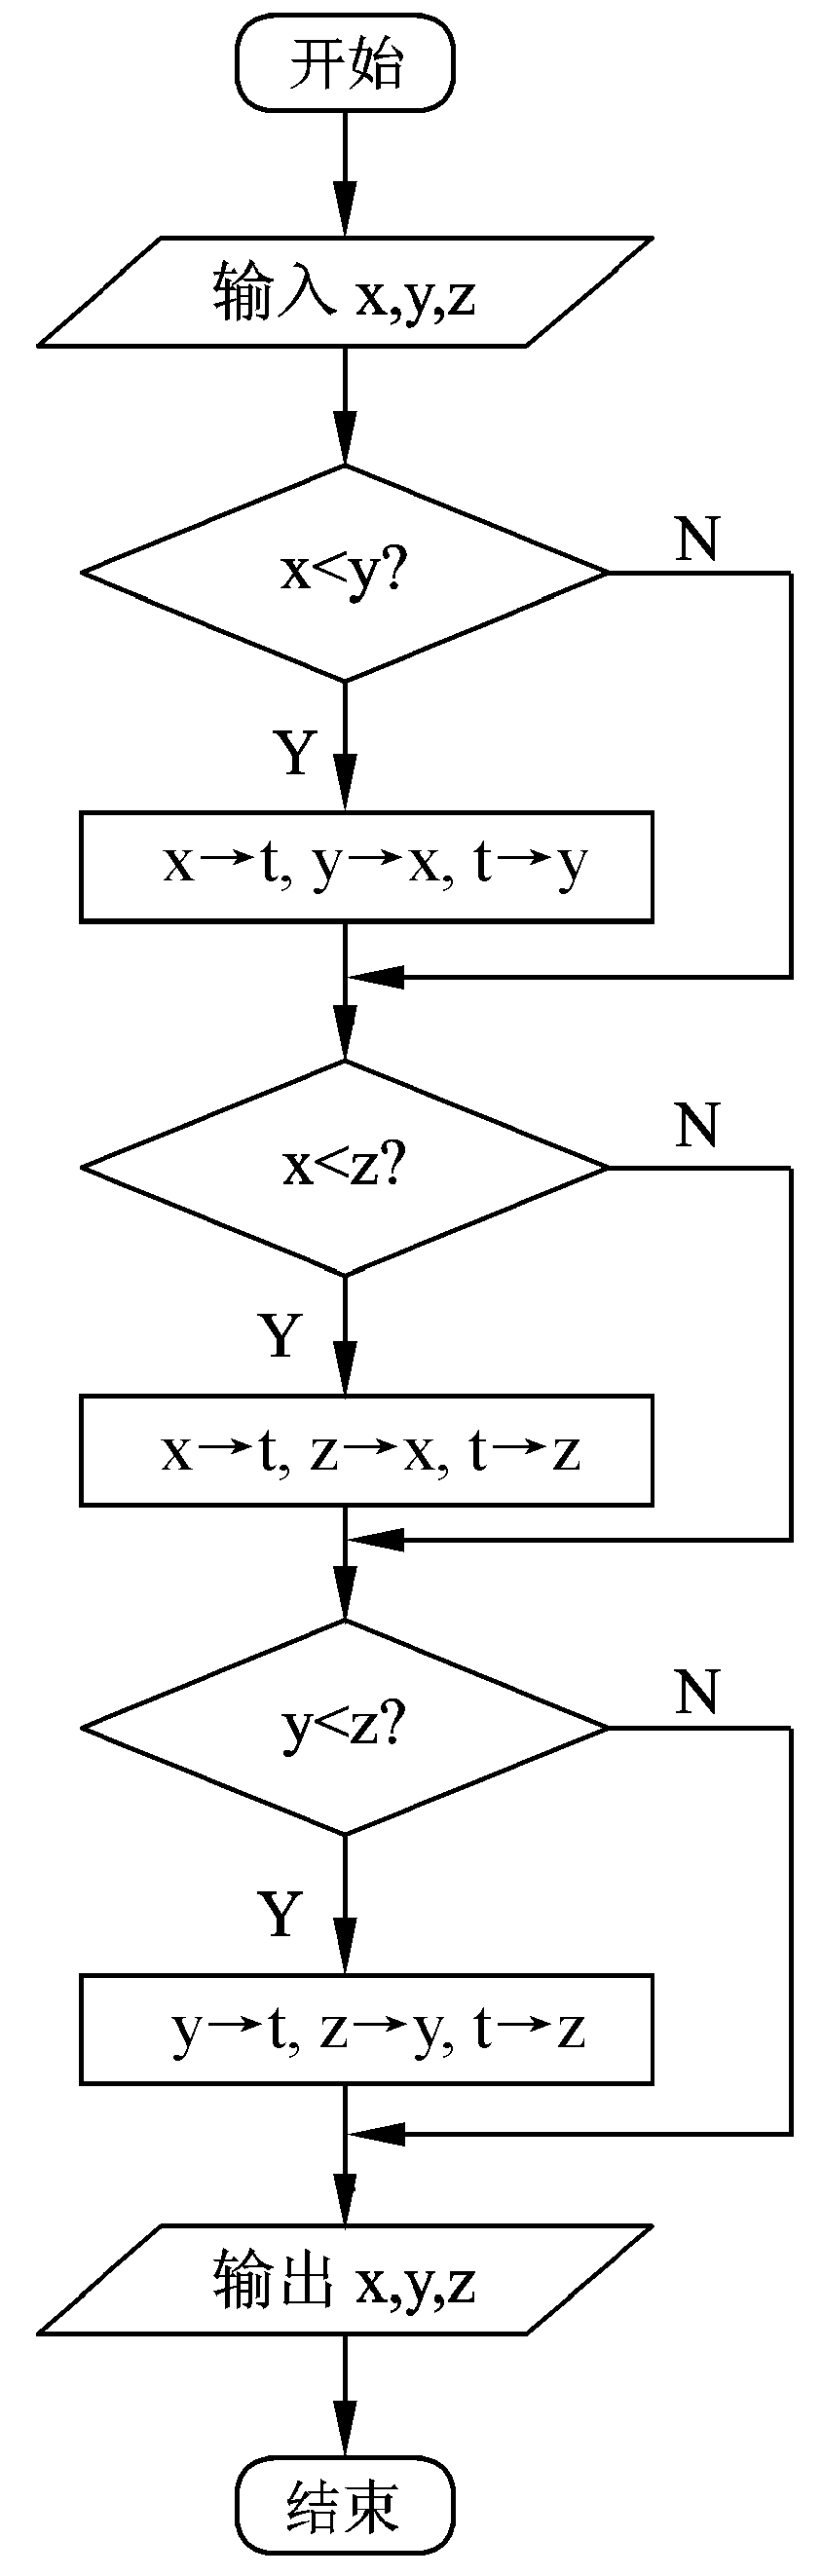 开始
输入 x,y,z
x<y?
N
Y
x→t, y→x, t→y
x<z?
N
Y
x→t, z→x, t→z
y<z?
N
Y
y→t, z→y, t→z
输出 x,y,z
结束